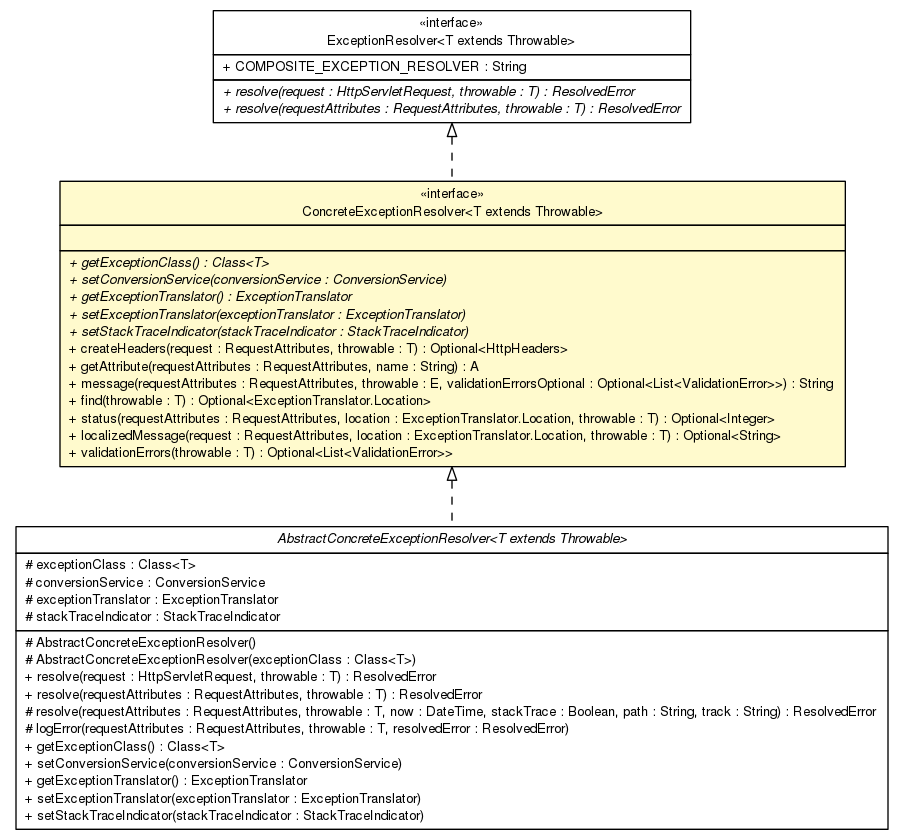 «interface»
ExceptionResolver<T extends Throwable>
+ COMPOSITE_EXCEPTION_RESOLVER : String
+ resolve(request : HttpServletRequest, throwable : T) : ResolvedError
+ resolve(requestAttributes : RequestAttributes, throwable : T) : ResolvedError
«interface»
ConcreteExceptionResolver<T extends Throwable>
+ getExceptionClass() : Class<T>
+ setConversionService(conversionService : ConversionService)
+ getExceptionTranslator() : ExceptionTranslator
+ setExceptionTranslator(exceptionTranslator : ExceptionTranslator)
+ setStackTraceIndicator(stackTraceIndicator : StackTraceIndicator)
+ createHeaders(request : RequestAttributes, throwable : T) : Optional<HttpHeaders>
+ getAttribute(requestAttributes : RequestAttributes, name : String) : A
+ message(requestAttributes : RequestAttributes, throwable : E, validationErrorsOptional : Optional<List<ValidationError>>) : String
+ find(throwable : T) : Optional<ExceptionTranslator.Location>
+ status(requestAttributes : RequestAttributes, location : ExceptionTranslator.Location, throwable : T) : Optional<Integer>
+ localizedMessage(request : RequestAttributes, location : ExceptionTranslator.Location, throwable : T) : Optional<String>
+ validationErrors(throwable : T) : Optional<List<ValidationError>>
AbstractConcreteExceptionResolver<T extends Throwable>
# exceptionClass : Class<T>
# conversionService : ConversionService
# exceptionTranslator : ExceptionTranslator
# stackTraceIndicator : StackTraceIndicator
# AbstractConcreteExceptionResolver()
# AbstractConcreteExceptionResolver(exceptionClass : Class<T>)
+ resolve(request : HttpServletRequest, throwable : T) : ResolvedError
+ resolve(requestAttributes : RequestAttributes, throwable : T) : ResolvedError
# resolve(requestAttributes : RequestAttributes, throwable : T, now : DateTime, stackTrace : Boolean, path : String, track : String) : ResolvedError
# logError(requestAttributes : RequestAttributes, throwable : T, resolvedError : ResolvedError)
+ getExceptionClass() : Class<T>
+ setConversionService(conversionService : ConversionService)
+ getExceptionTranslator() : ExceptionTranslator
+ setExceptionTranslator(exceptionTranslator : ExceptionTranslator)
+ setStackTraceIndicator(stackTraceIndicator : StackTraceIndicator)